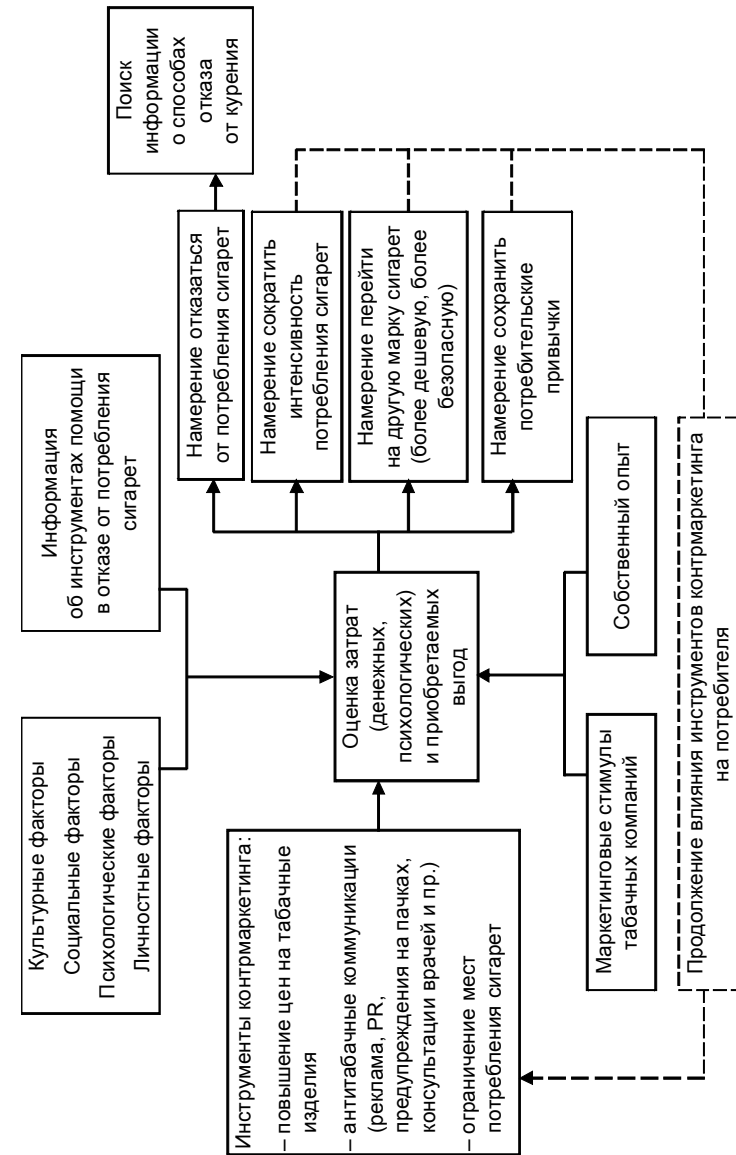 Культурные факторы
Социальные факторы
Психологические факторы
Личностные факторы
Информация
об инструментах помощи
в отказе от потребления
сигарет
Инструменты контрмаркетинга:
– повышение цен на табачные
изделия
– антитабачные коммуникации
(реклама, PR,
предупреждения на пачках,
консультации врачей и пр.)
– ограничение мест
потребления сигарет
Оценка затрат
(денежных,
психологических)
и приобретаемых
выгод
Намерение отказаться
от потребления сигарет
Поиск
информации
о способах
отказа
от курения
Намерение сократить
интенсивность
потребления сигарет
Намерение перейти
на другую марку сигарет
(более дешевую, более
безопасную)
Намерение сохранить
потребительские
привычки
Маркетинговые стимулы
табачных компаний
Собственный опыт
Продолжение влияния инструментов контрмаркетинга
на потребителя